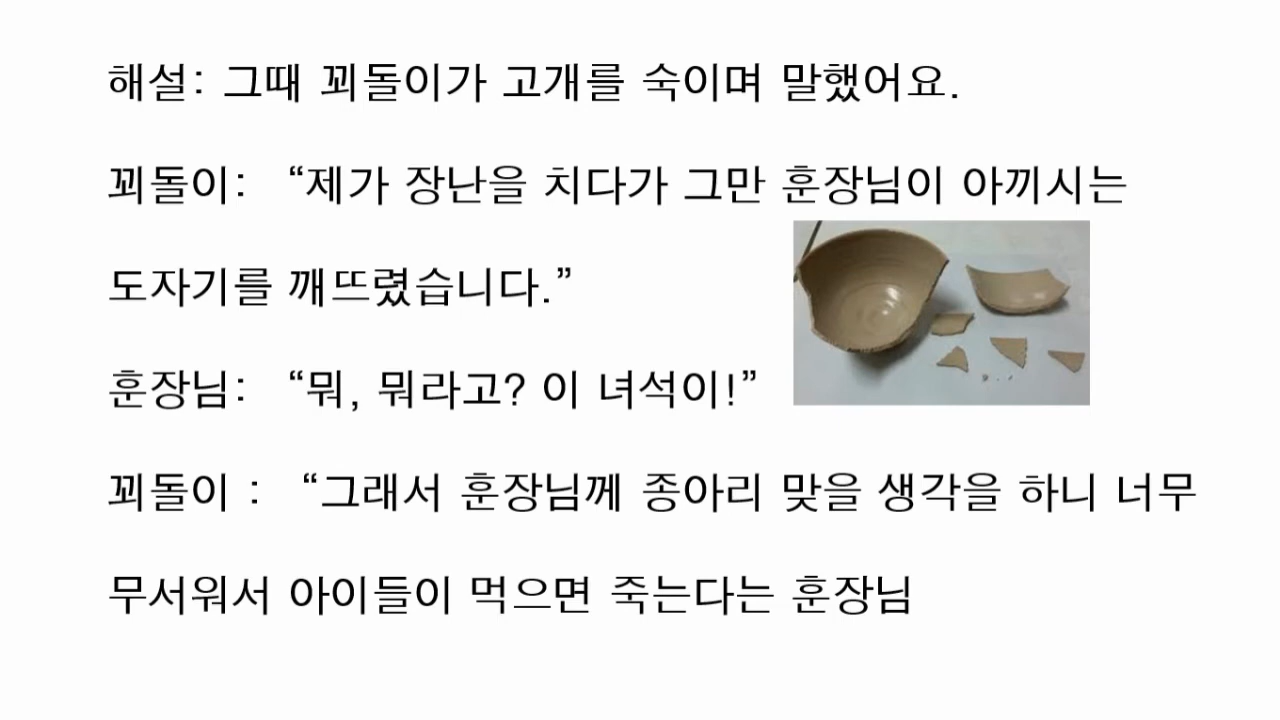 해설: 그때 꾀돌이가 고개를 숙이며 말했어요.
꾀돌이: “제가 장난을 치다가 그만 훈장님이 아끼시는
도자기를 깨뜨렸습니다.”
훈장님: “뭐, 뭐라고? 이 녀석이!”
꾀돌이 : “그래서 훈장님께 종아리 맞을 생각을 하니 너무
무서워서 아이들이 먹으면 죽는다는 훈장님